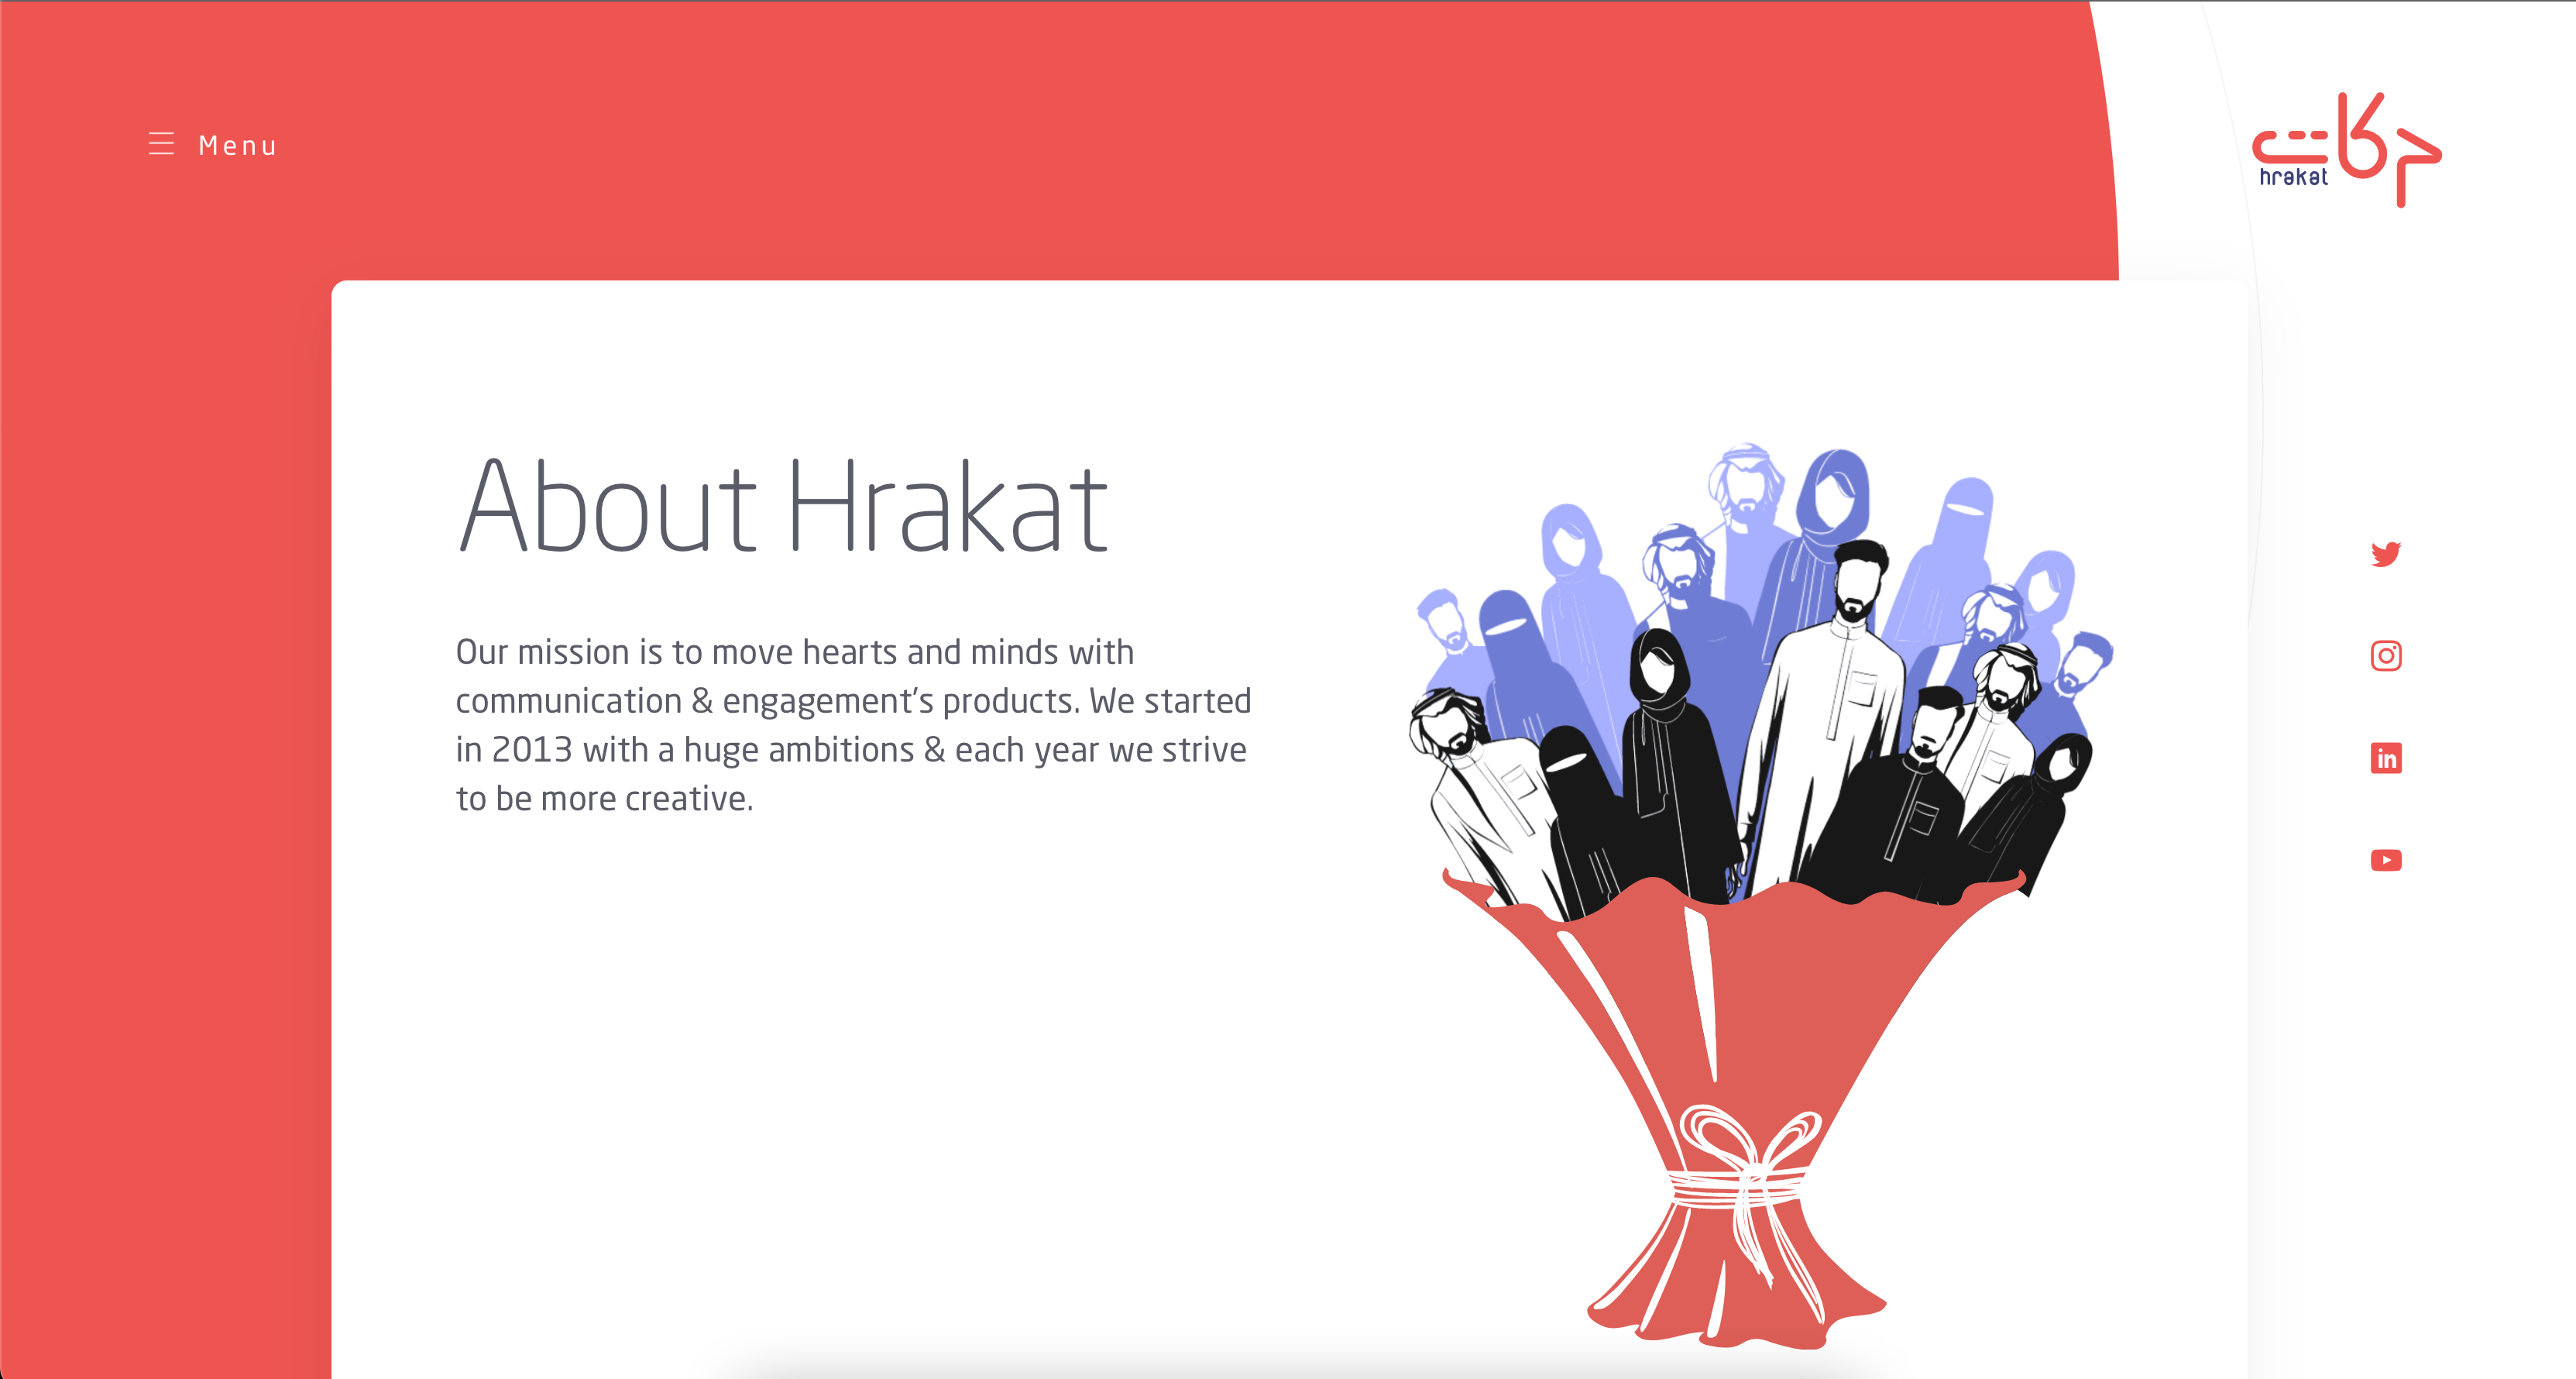 Menu
حركات
hrakat
About Hrakat
Our mission is to move hearts and minds with
communication & engagement's products. We started
in 2013 with a huge ambitions & each year we strive
to be more creative.
in